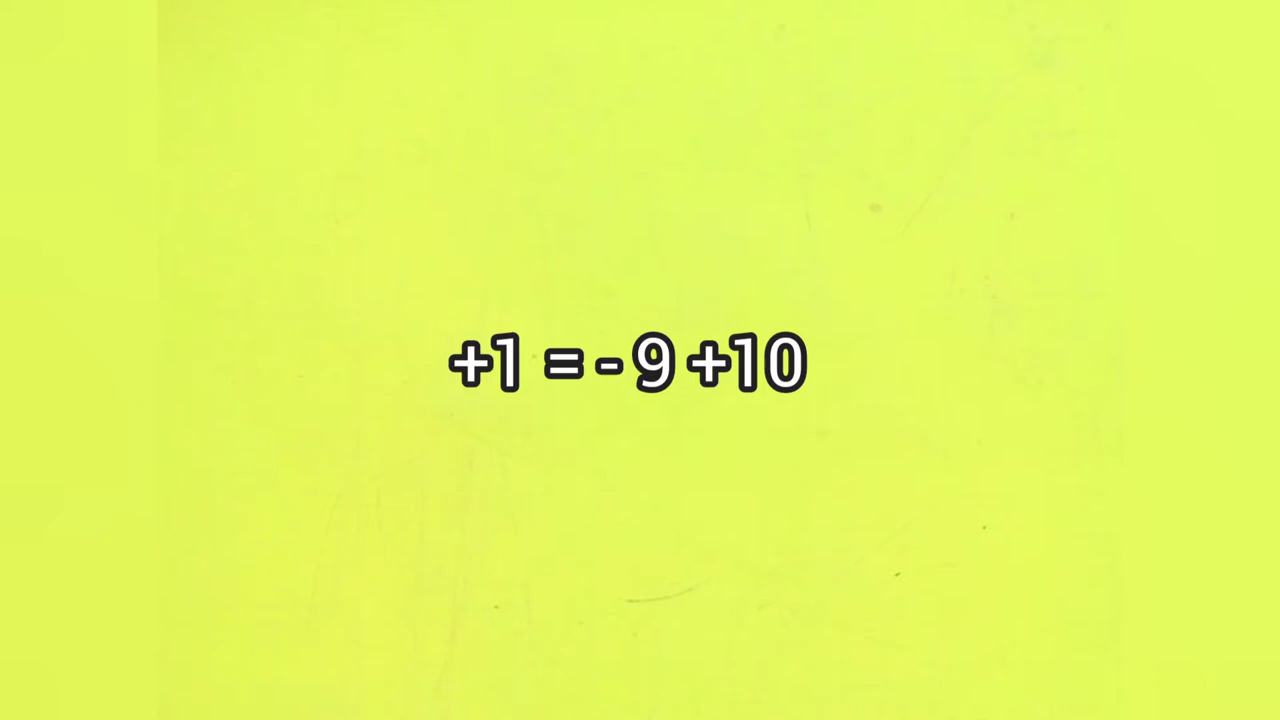 +1 = - 9 +10